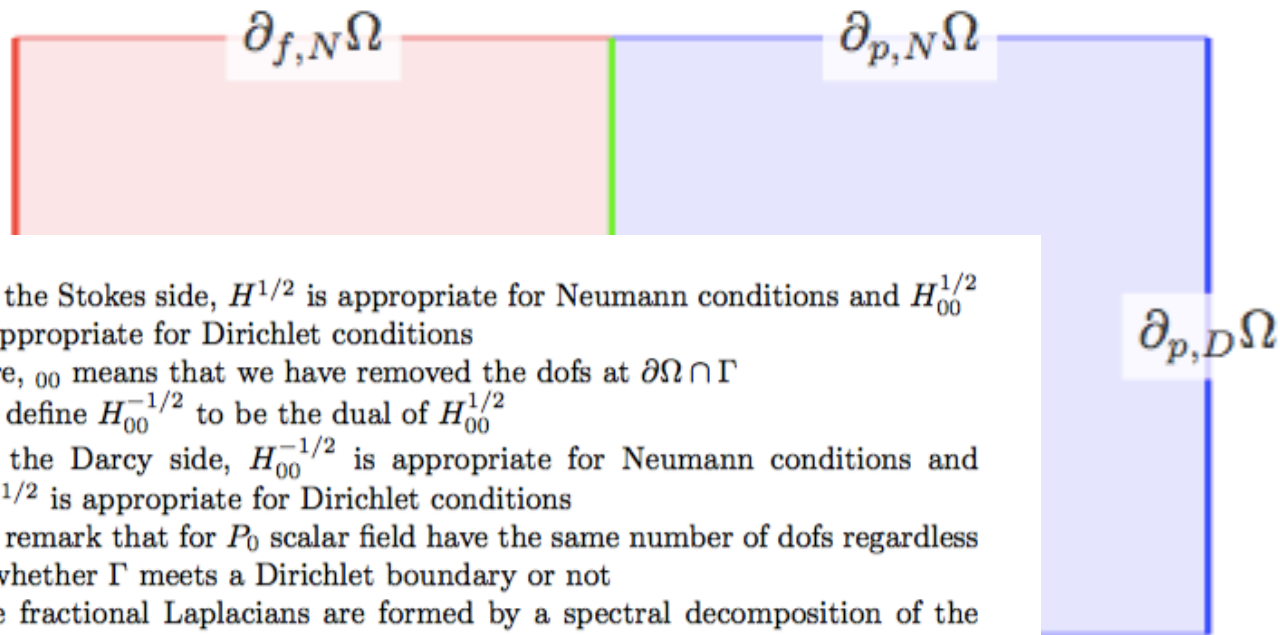 ∂_{f,N}Ω
∂_{p,N}Ω
the Stokes side, H^{1/2} is appropriate for Neumann conditions and H_{00}^{1/2}
ppropriate for Dirichlet conditions
e, _{00} means that we have removed the dofs at ∂Ω ∩ Γ
define H_{00}^{-1/2} to be the dual of H_{00}^{1/2}
∂_{p,D}Ω
the Darcy side, H_{00}^{-1/2} is appropriate for Neumann conditions and
^{1/2} is appropriate for Dirichlet conditions
remark that for P_0 scalar field have the same number of dofs regardless
whether Γ meets a Dirichlet boundary or not
e fractional Laplacians are formed by a spectral decomposition of the